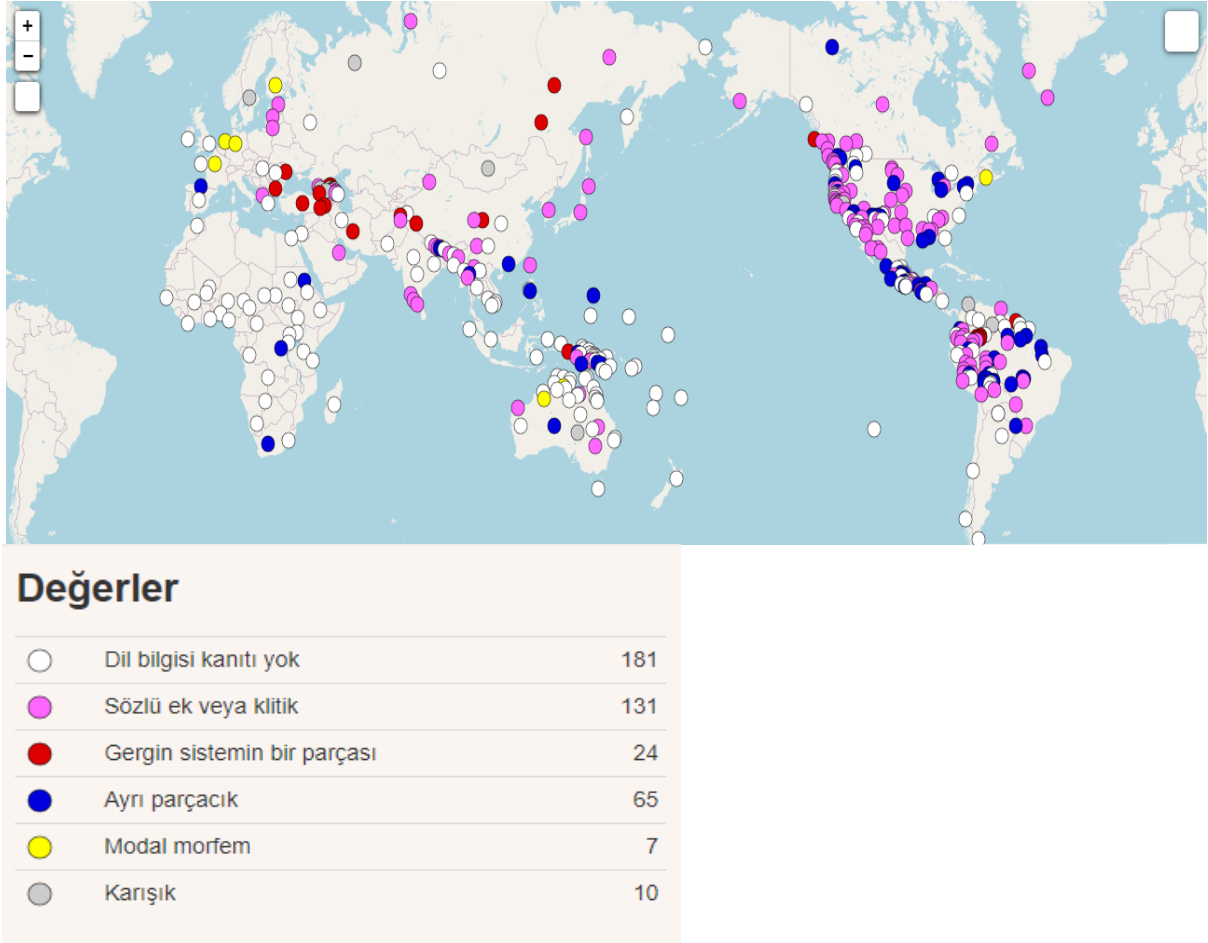 +
−
Değerler
Dil bilgisi kanıtı yok 181
Sözlü ek veya klitik 131
Gergin sistemin bir parçası 24
Ayrı parçacık 65
Modal morfem 7
Karışık 10